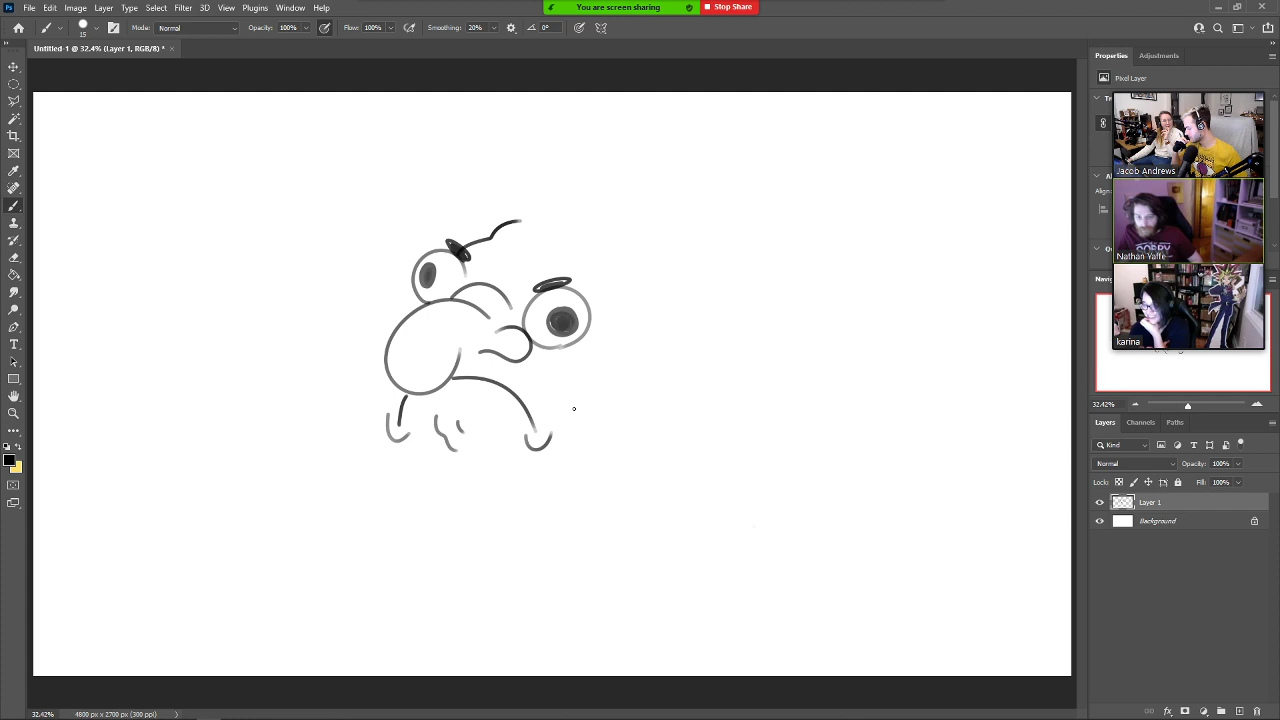 File Edit Image Layer Type Select Filter 3D View Plugins Window Help
You are screen sharing Stop Share
15 Mode: Normal Opacity: 100% Flow: 100% Smoothing: 20% 0°
Untitled-1 @ 32.4% (Layer 1, RGB/8) * ×
Properties Adjustments
Pixel Layer
Jacob Andrews
Nathan Yaffe
karina
32.42%
Layers Channels Paths
Kind
Normal Opacity: 100%
Lock: Fill: 100%
Layer 1
Background
32.42% 4800 px x 2700 px (300 ppi)